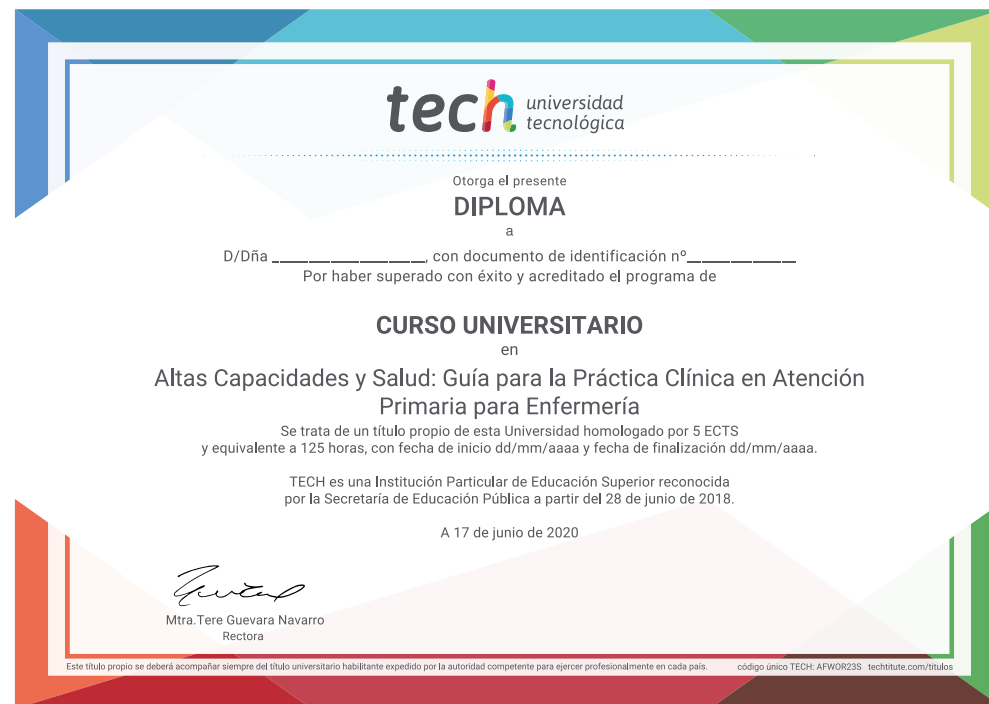 tech universidad
tecnológica
Otorga el presente
DIPLOMA
a
D/Dña ____________________, con documento de identificación nº______________
Por haber superado con éxito y acreditado el programa de
CURSO UNIVERSITARIO
en
Altas Capacidades y Salud: Guía para la Práctica Clínica en Atención
Primaria para Enfermería
Se trata de un título propio de esta Universidad homologado por 5 ECTS
y equivalente a 125 horas, con fecha de inicio dd/mm/aaaa y fecha de finalización dd/mm/aaaa.
TECH es una Institución Particular de Educación Superior reconocida
por la Secretaría de Educación Pública a partir del 28 de junio de 2018.
A 17 de junio de 2020
Mtra.Tere Guevara Navarro
Rectora
Este título propio se deberá acompañar siempre del título universitario habilitante expedido por la autoridad competente para ejercer profesionalmente en cada país. código único TECH: AFWOR23S techtitute.com/titulos